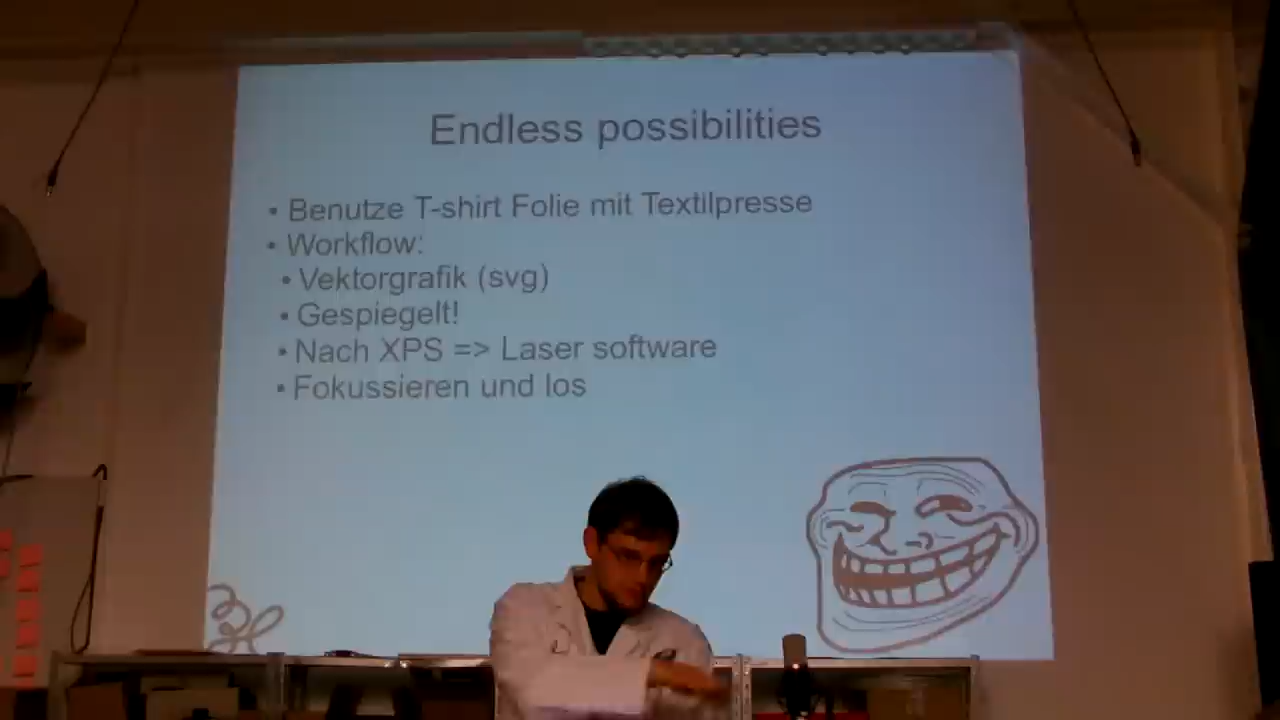 Endless possibilities
• Benutze T-shirt Folie mit Textilpresse
• Workflow:
• Vektorgrafik (svg)
• Gespiegelt!
• Nach XPS => Laser software
• Fokussieren und los